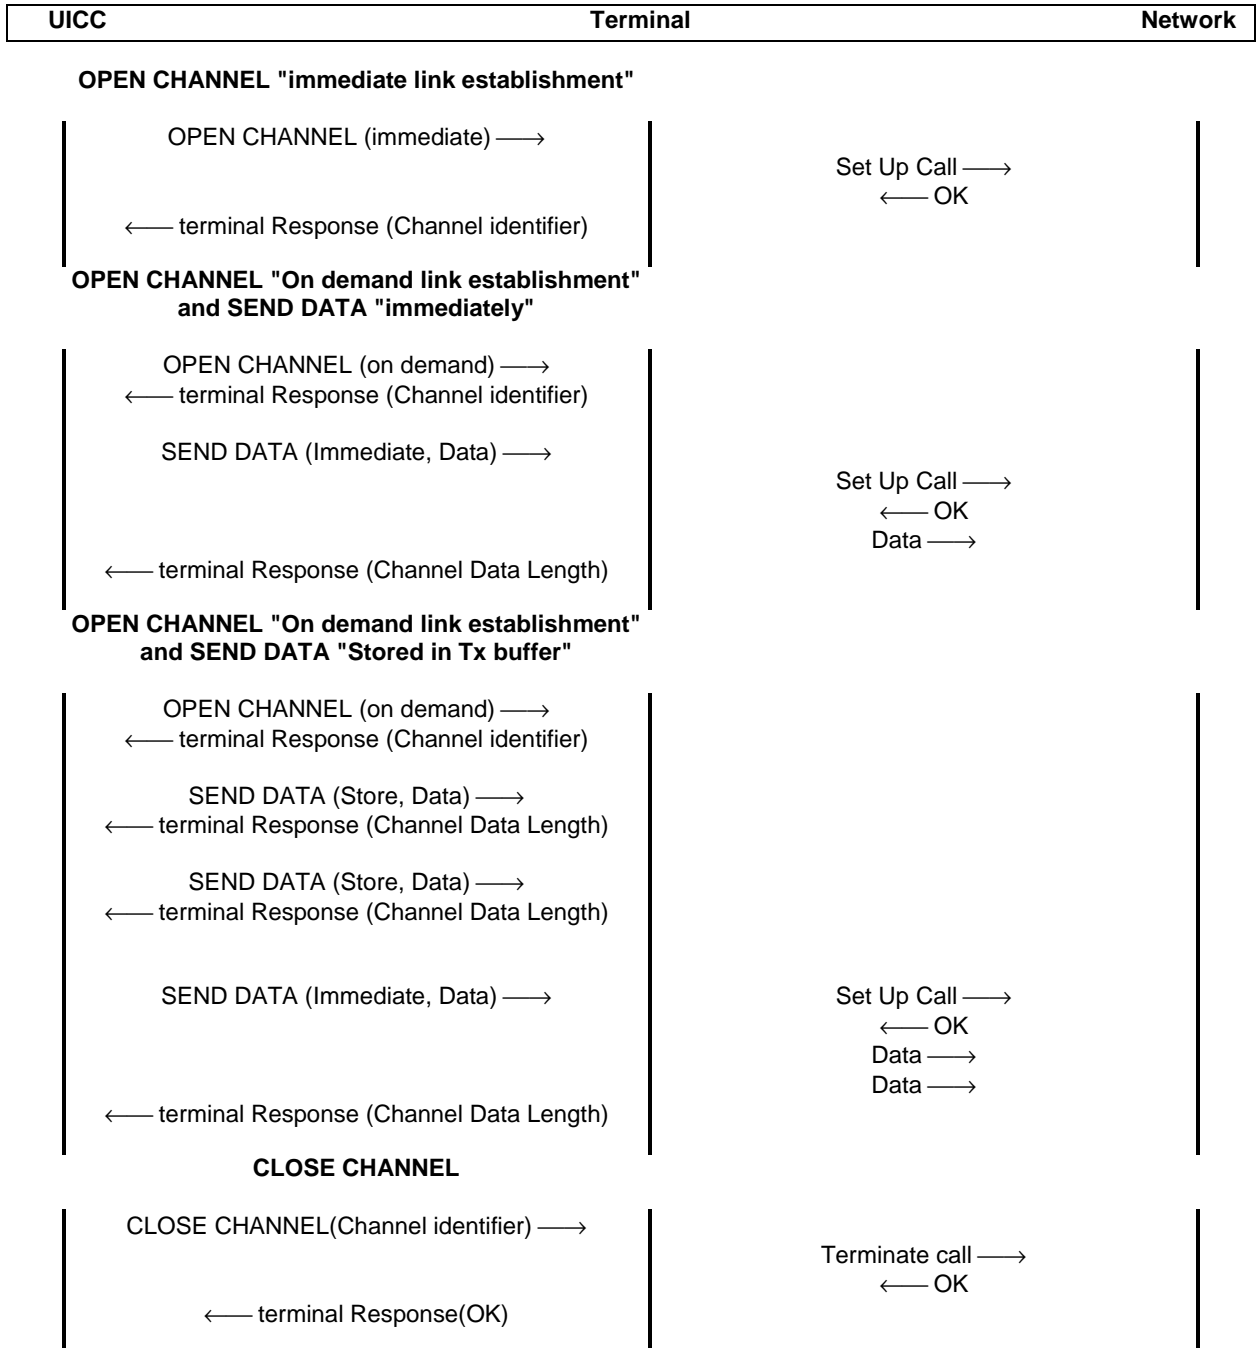 UICC Terminal Network
OPEN CHANNEL "immediate link establishment"
OPEN CHANNEL (immediate) ⟶
Set Up Call ⟶
⟵ OK
⟵ terminal Response (Channel identifier)
OPEN CHANNEL "On demand link establishment"
and SEND DATA "immediately"
OPEN CHANNEL (on demand) ⟶
⟵ terminal Response (Channel identifier)
SEND DATA (Immediate, Data) ⟶
Set Up Call ⟶
⟵ OK
Data ⟶
⟵ terminal Response (Channel Data Length)
OPEN CHANNEL "On demand link establishment"
and SEND DATA "Stored in Tx buffer"
OPEN CHANNEL (on demand) ⟶
⟵ terminal Response (Channel identifier)
SEND DATA (Store, Data) ⟶
⟵ terminal Response (Channel Data Length)
SEND DATA (Store, Data) ⟶
⟵ terminal Response (Channel Data Length)
SEND DATA (Immediate, Data) ⟶ Set Up Call ⟶
⟵ OK
Data ⟶
Data ⟶
⟵ terminal Response (Channel Data Length)
CLOSE CHANNEL
CLOSE CHANNEL(Channel identifier) ⟶
Terminate call ⟶
⟵ OK
⟵ terminal Response(OK)